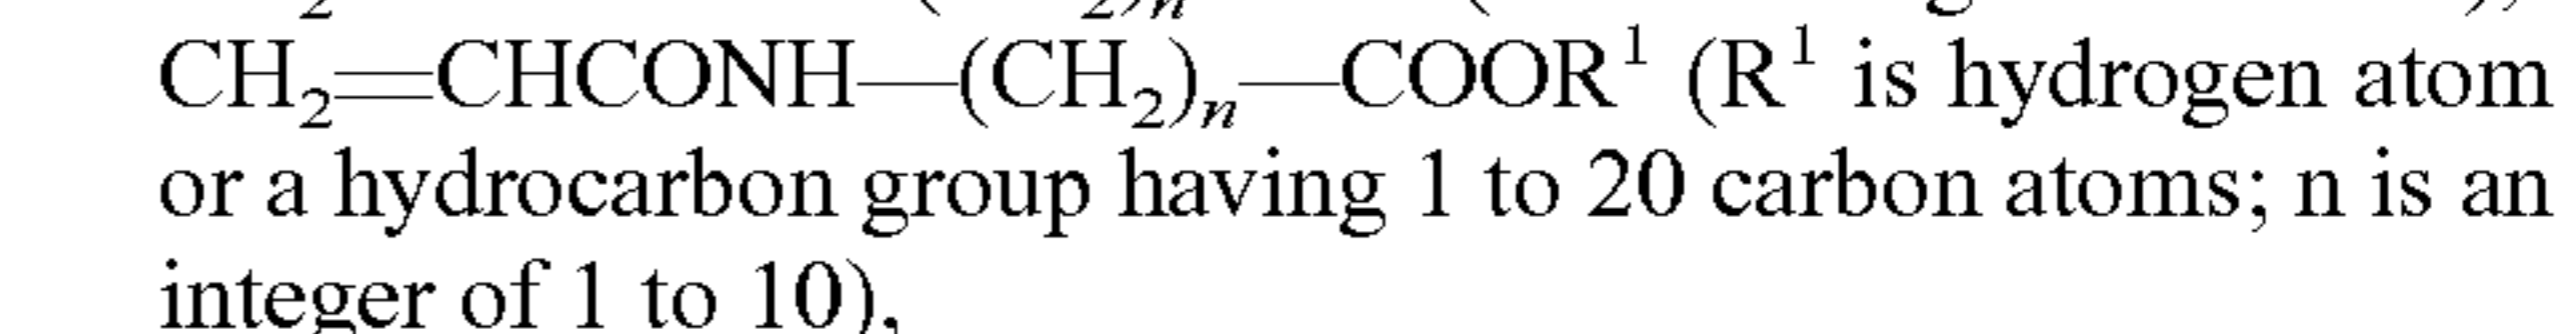 CH₂=CHCONH—(CH₂)ₙ—COOR¹ (R¹ is hydrogen atom
or a hydrocarbon group having 1 to 20 carbon atoms; n is an
integer of 1 to 10),